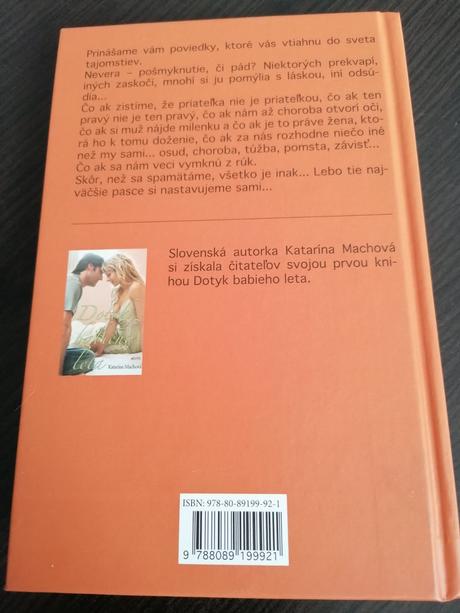 Prinášame vám poviedky, ktoré vás vtiahnu do sveta
tajomstiev.
Nevera – pošmyknutie, či pád? Niektorých prekvapí,
iných zaskočí, mnohí si ju pomýlia s láskou, iní odsú-
dia...
Čo ak zistíme, že priateľka nie je priateľkou, čo ak ten
pravý nie je ten pravý, čo ak nám až choroba otvorí oči,
čo ak si muž nájde milenku a čo ak je to práve žena, kto-
rá ho k tomu doženie, čo ak za nás rozhodne niečo iné
než my sami... osud, choroba, túžba, pomsta, závisť...
Čo ak sa nám veci vymknú z rúk.
Skôr, než sa spamätáme, všetko je inak... Lebo tie naj-
väčšie pasce si nastavujeme sami...
Slovenská autorka Katarína Machová
si získala čitateľov svojou prvou kni-
hou Dotyk babieho leta.
Dotyk
babieho
leta
Katarína Machová
ISBN: 978-80-89199-92-1
9 788089 199921